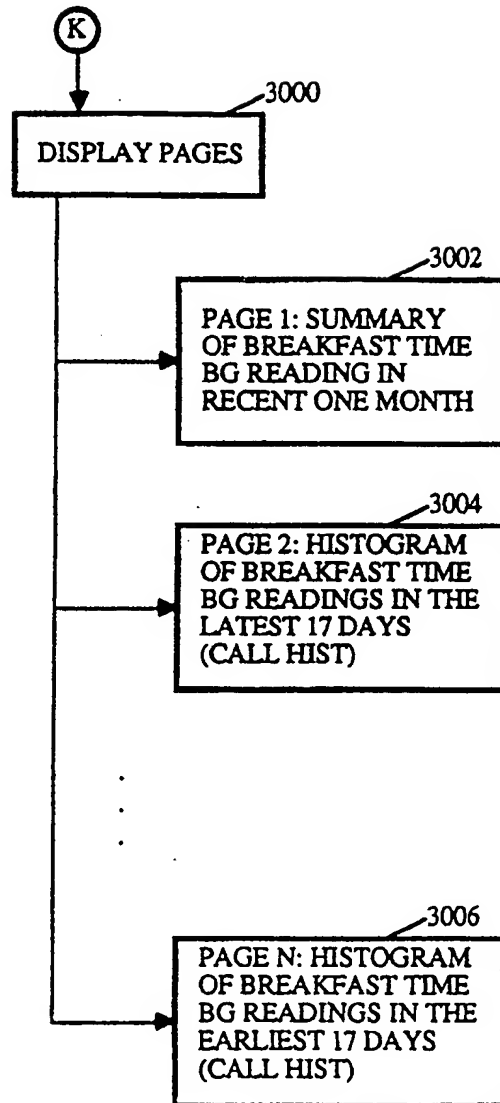 K
3000
DISPLAY PAGES
3002
PAGE 1: SUMMARY
OF BREAKFAST TIME
BG READING IN
RECENT ONE MONTH
3004
PAGE 2: HISTOGRAM
OF BREAKFAST TIME
BG READINGS IN THE
LATEST 17 DAYS
(CALL HIST)
3006
PAGE N: HISTOGRAM
OF BREAKFAST TIME
BG READINGS IN THE
EARLIEST 17 DAYS
(CALL HIST)